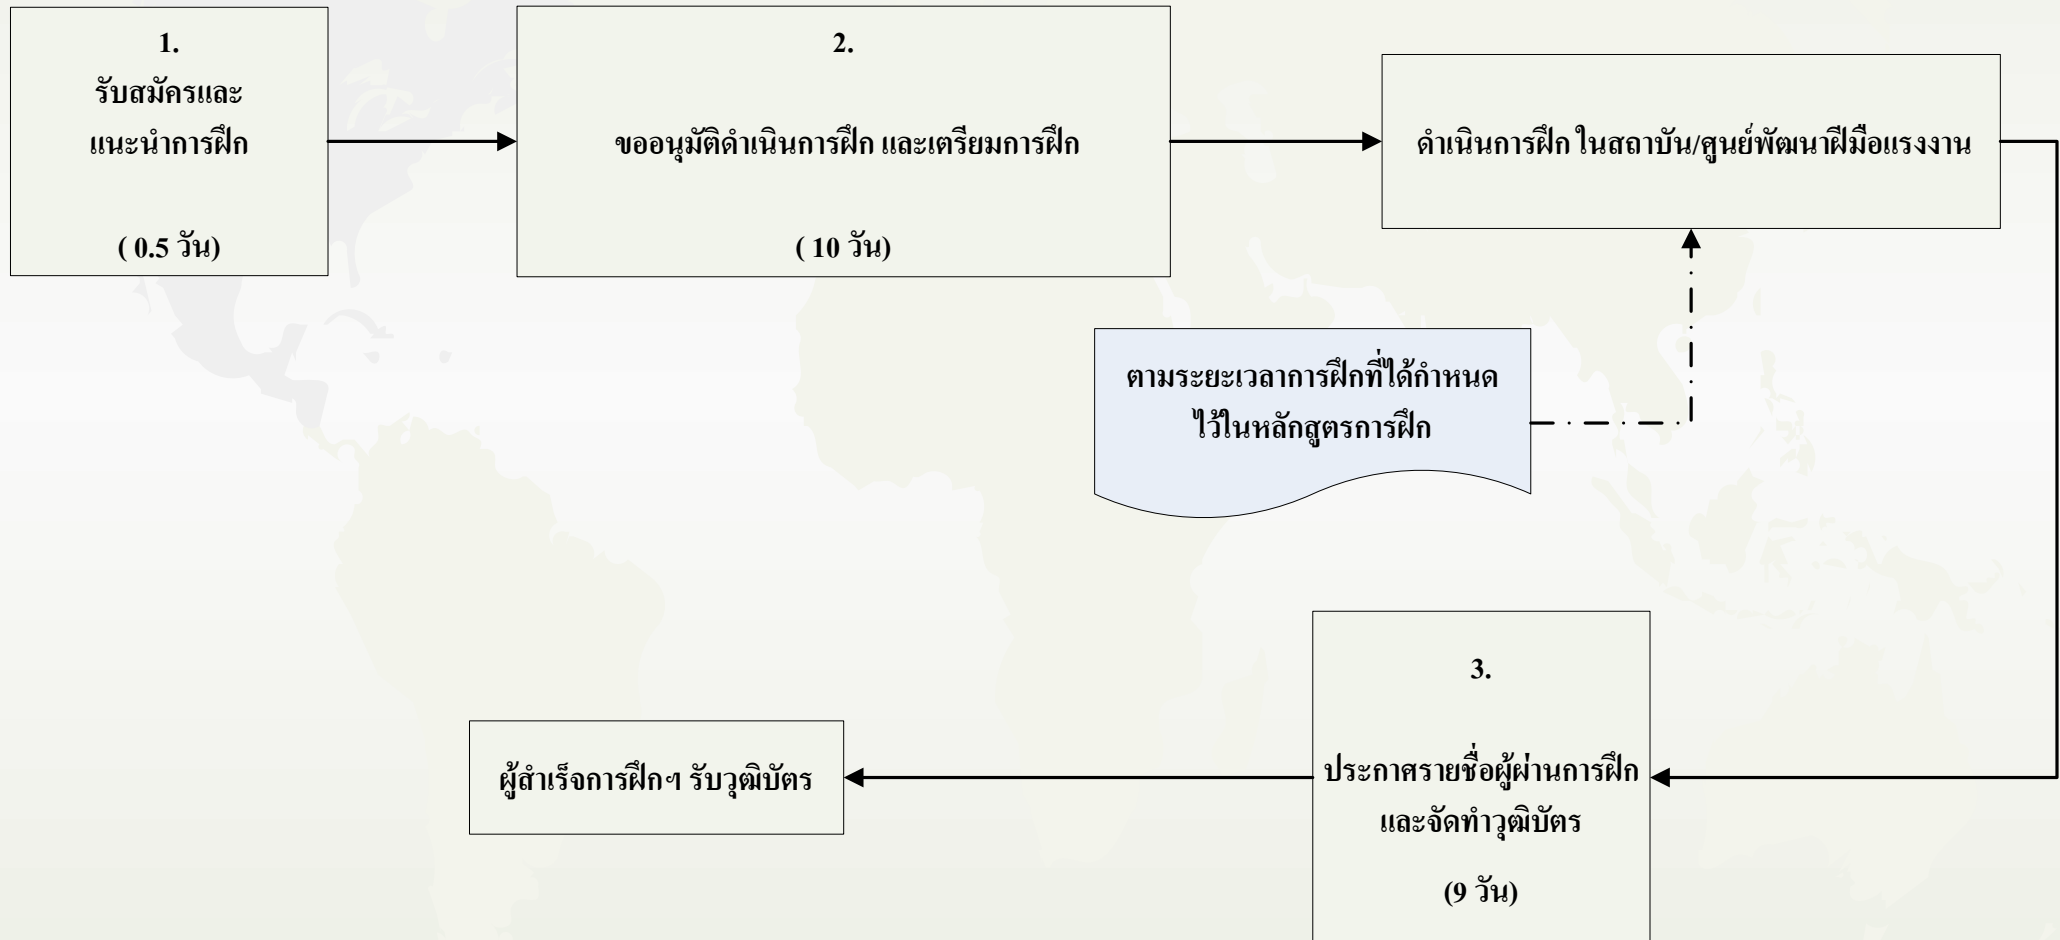 1.
รับสมัครและ
แนะนำการฝึก
( 0.5 วัน)
2.
ขออนุมัติดำเนินการฝึก และเตรียมการฝึก
( 10 วัน)
ดำเนินการฝึก ในสถาบัน/ศูนย์พัฒนาฝีมือแรงงาน
ตามระยะเวลาการฝึกที่ได้กำหนด
ไว้ในหลักสูตรการฝึก
3.
ประกาศรายชื่อผู้ผ่านการฝึก
และจัดทำวุฒิบัตร
(9 วัน)
ผู้สำเร็จการฝึกฯ รับวุฒิบัตร